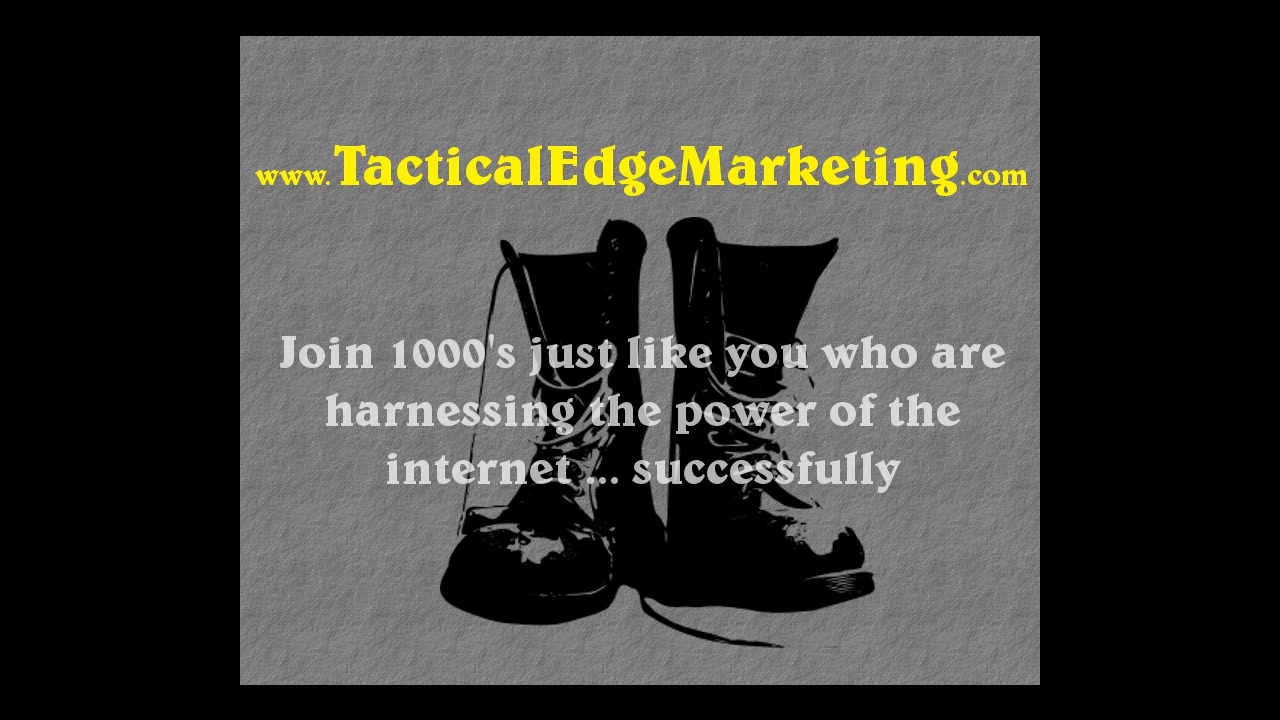 www.TacticalEdgeMarketing.com
Join 1000's just like you who are
harnessing the power of the
internet ... successfully